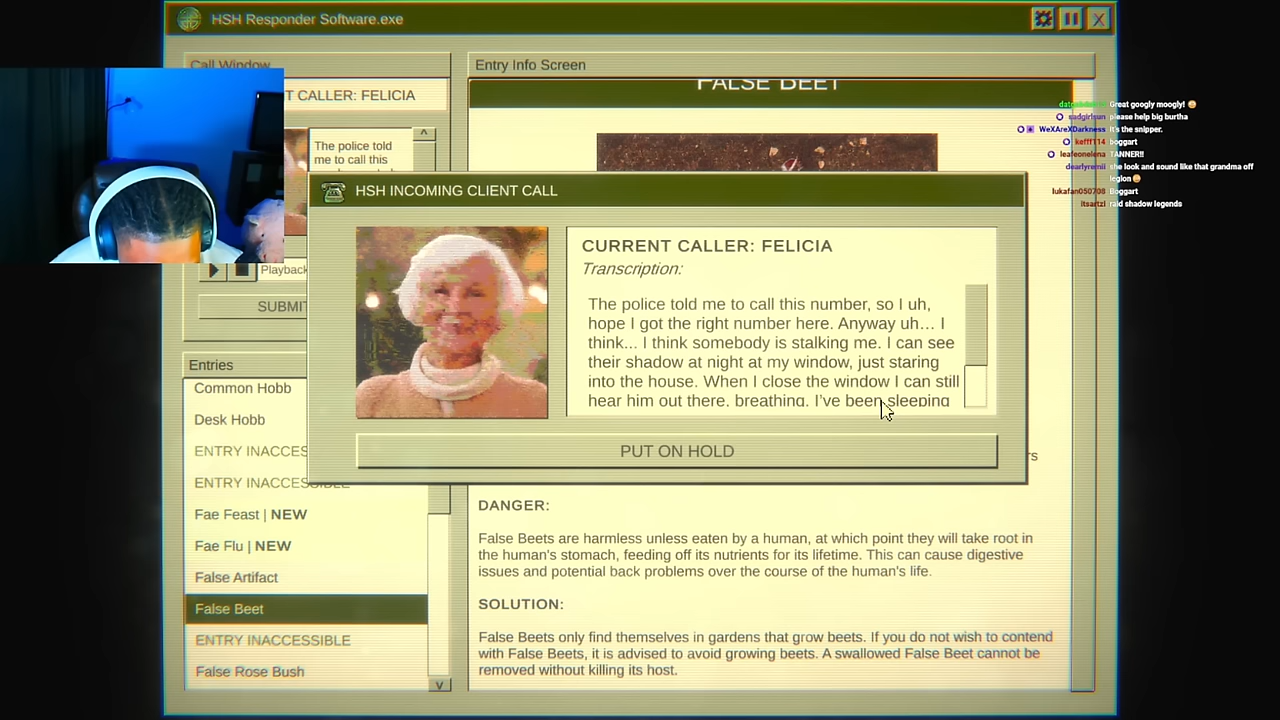 HSH Responder Software.exe
X
Call Window
Entry Info Screen
T CALLER: FELICIA
FALSE BEET
The police told
me to call this
Great googly moogly!
sadgirlsun please help big burtha
WeXAreXDarkness It's the snipper.
kefff114 boggart
leafeonelena TANNER!!
dearlyremii she look and sound like that grandma off
legion
lukafan050708 Boggart
itsartzi raid shadow legends
HSH INCOMING CLIENT CALL
CURRENT CALLER: FELICIA
Transcription:
The police told me to call this number, so I uh,
hope I got the right number here. Anyway uh… I
think... I think somebody is stalking me. I can see
their shadow at night at my window, just staring
into the house. When I close the window I can still
hear him out there, breathing. I've been sleeping
PUT ON HOLD
Playback
SUBMIT
Entries
Common Hobb
Desk Hobb
ENTRY INACCES
ENTRY INACCESSIBLE
Fae Feast | NEW
Fae Flu | NEW
False Artifact
False Beet
ENTRY INACCESSIBLE
False Rose Bush
rs
DANGER:
False Beets are harmless unless eaten by a human, at which point they will take root in
the human's stomach, feeding off its nutrients for its lifetime. This can cause digestive
issues and potential back problems over the course of the human's life.
SOLUTION:
False Beets only find themselves in gardens that grow beets. If you do not wish to contend
with False Beets, it is advised to avoid growing beets. A swallowed False Beet cannot be
removed without killing its host.